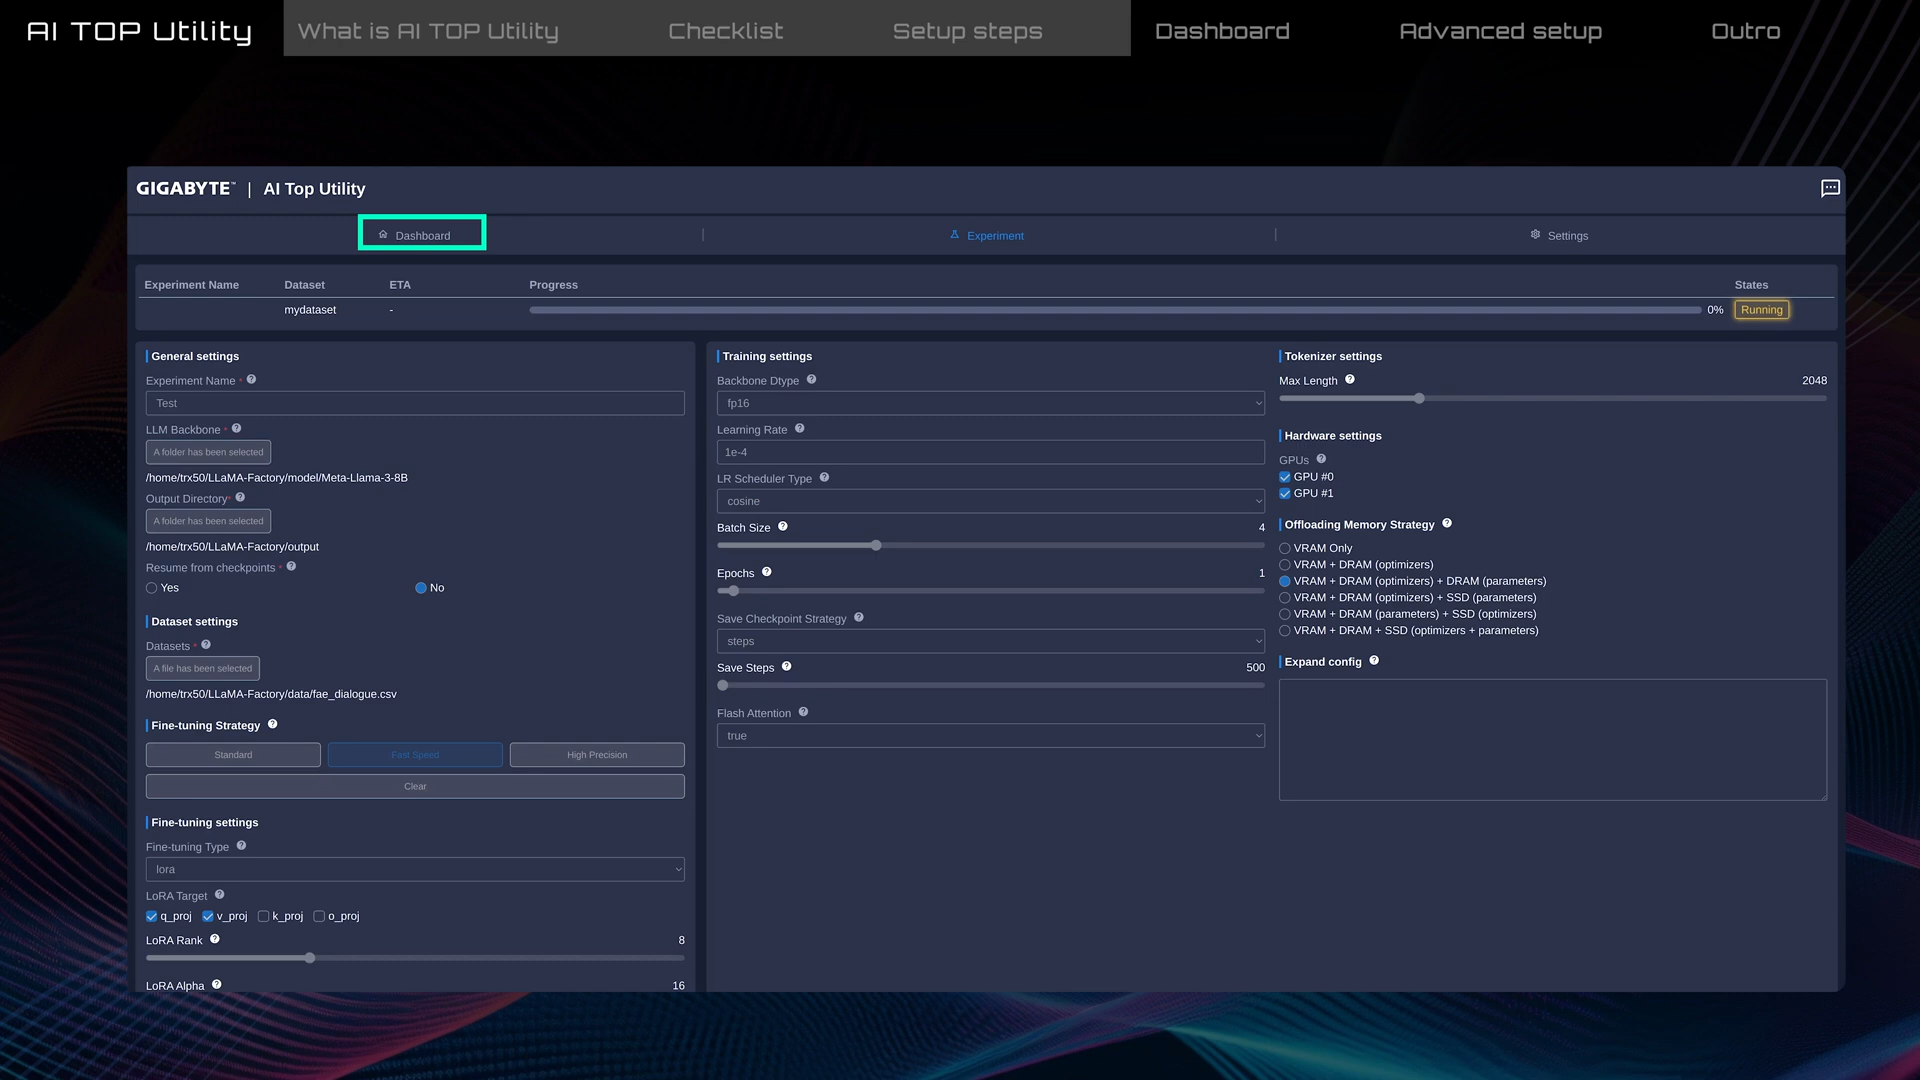 AI TOP Utility
What is AI TOP Utility
Checklist
Setup steps
Dashboard
Advanced setup
Outro
GIGABYTE™ | AI Top Utility
Dashboard
Experiment
Settings
Experiment Name Dataset ETA Progress States
mydataset - 0% Running
General settings
Experiment Name *
Test
LLM Backbone *
A folder has been selected
/home/trx50/LLaMA-Factory/model/Meta-Llama-3-8B
Output Directory*
A folder has been selected
/home/trx50/LLaMA-Factory/output
Resume from checkpoints *
Yes No
Dataset settings
Datasets *
A file has been selected
/home/trx50/LLaMA-Factory/data/fae_dialogue.csv
Fine-tuning Strategy
Standard Fast Speed High Precision
Clear
Fine-tuning settings
Fine-tuning Type
lora
LoRA Target
q_proj v_proj k_proj o_proj
LoRA Rank 8
LoRA Alpha 16
Training settings
Backbone Dtype
fp16
Learning Rate
1e-4
LR Scheduler Type
cosine
Batch Size 4
Epochs 1
Save Checkpoint Strategy
steps
Save Steps 500
Flash Attention
true
Tokenizer settings
Max Length 2048
Hardware settings
GPUs
GPU #0
GPU #1
Offloading Memory Strategy
VRAM Only
VRAM + DRAM (optimizers)
VRAM + DRAM (optimizers) + DRAM (parameters)
VRAM + DRAM (optimizers) + SSD (parameters)
VRAM + DRAM (parameters) + SSD (optimizers)
VRAM + DRAM + SSD (optimizers + parameters)
Expand config